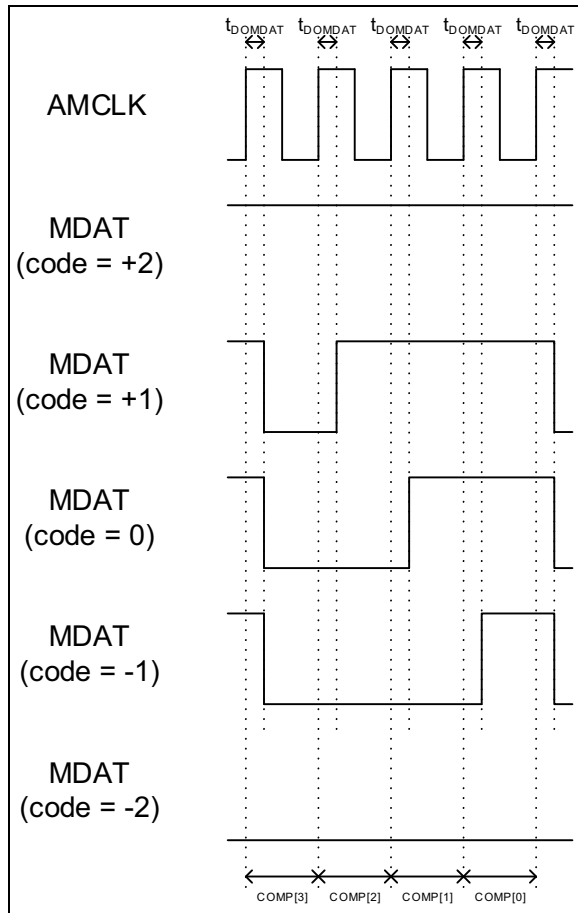 tDOMDAT tDOMDAT tDOMDAT tDOMDAT tDOMDAT
AMCLK
MDAT
(code = +2)
MDAT
(code = +1)
MDAT
(code = 0)
MDAT
(code = -1)
MDAT
(code = -2)
COMP[3] COMP[2] COMP[1] COMP[0]